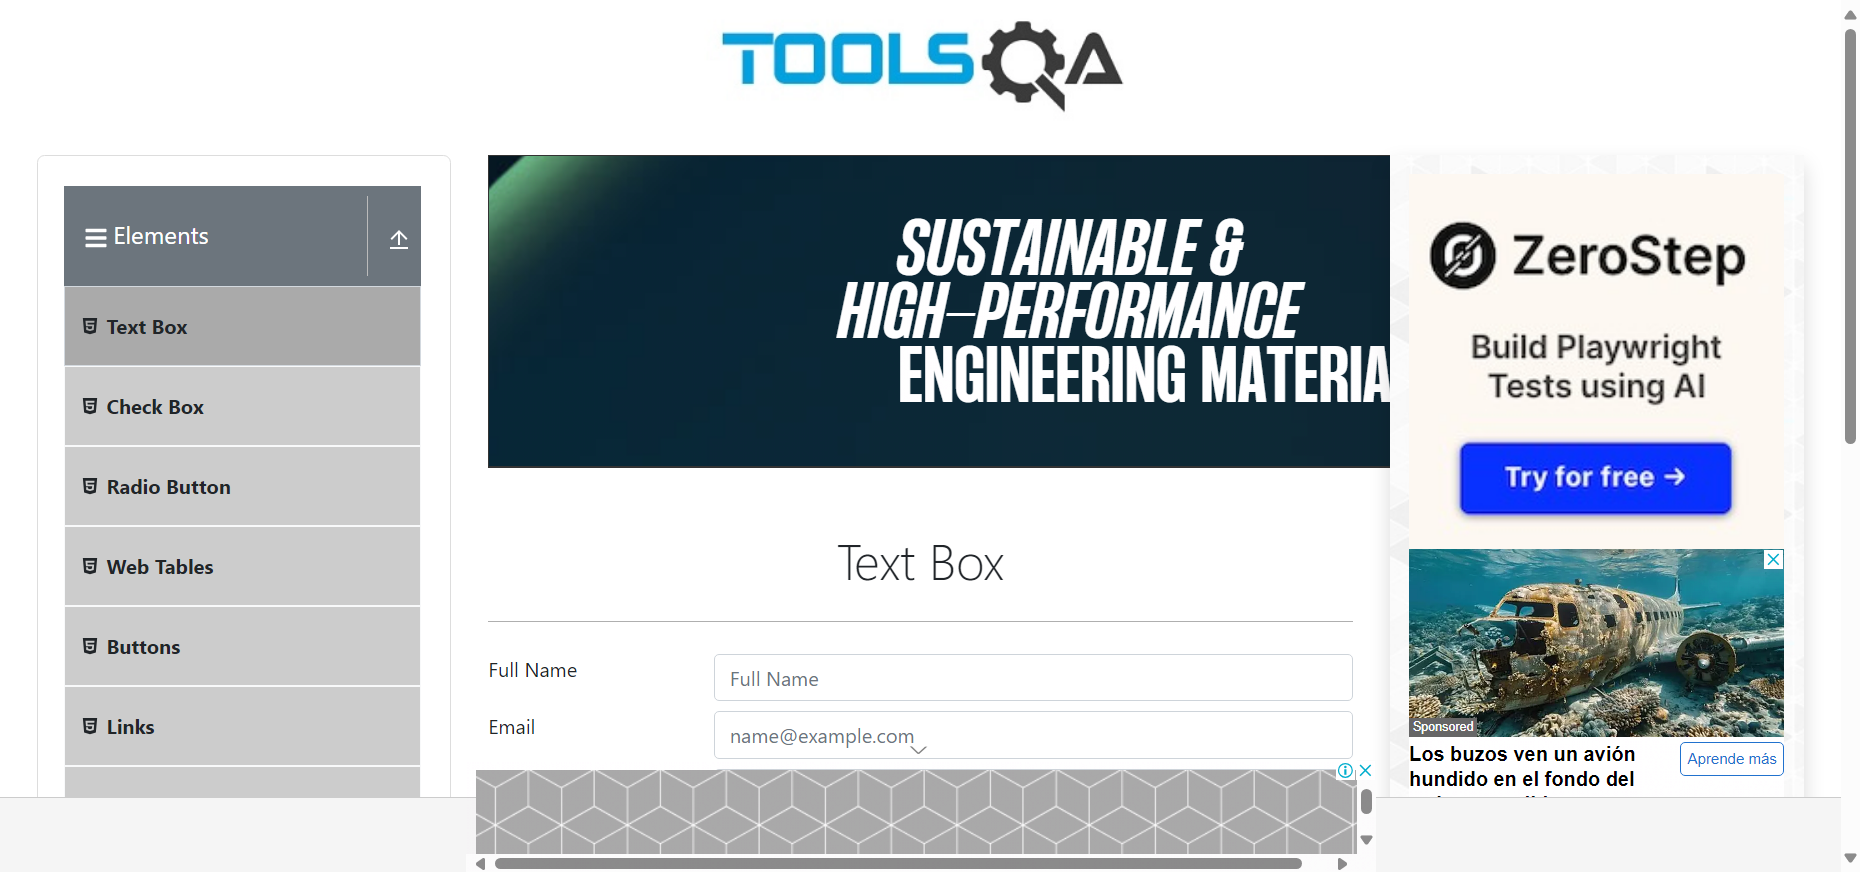 TOOLSQA
Elements
Text Box
Check Box
Radio Button
Web Tables
Buttons
Links
SUSTAINABLE &
HIGH–PERFORMANCE
ENGINEERING MATERIA
Text Box
Full Name
Full Name
Email
name@example.com
ZeroStep
Build Playwright
Tests using AI
Try for free →
Sponsored
Los buzos ven un avión
hundido en el fondo del
Aprende más